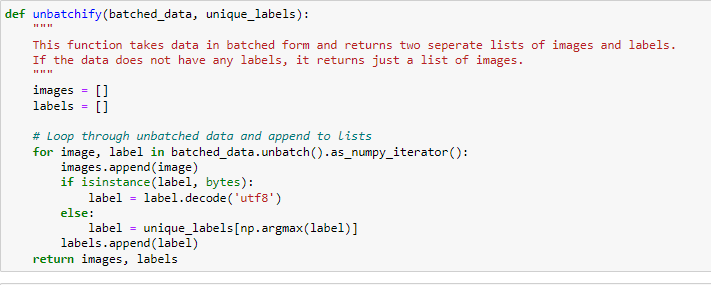 def unbatchify(batched_data, unique_labels):
    """
    This function takes data in batched form and returns two seperate lists of images and labels.
    If the data does not have any labels, it returns just a list of images.
    """
    images = []
    labels = []

    # Loop through unbatched data and append to lists
    for image, label in batched_data.unbatch().as_numpy_iterator():
        images.append(image)
        if isinstance(label, bytes):
            label = label.decode('utf8')
        else:
            label = unique_labels[np.argmax(label)]
        labels.append(label)
    return images, labels